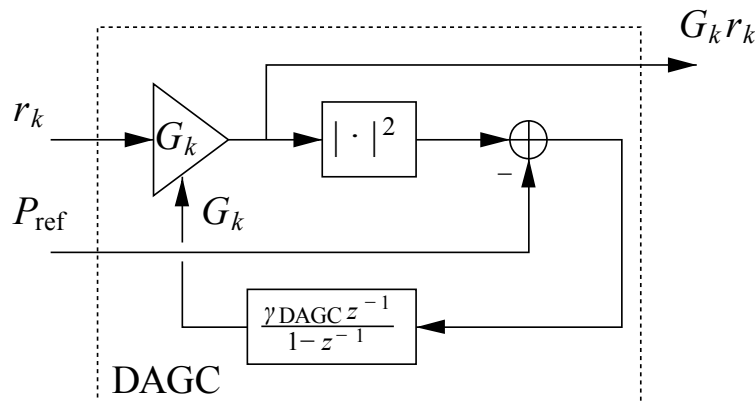 G_k r_k
r_k
G_k
| · |^2
−
P_ref
G_k
γ_DAGC z^{−1}
1− z^{−1}
DAGC